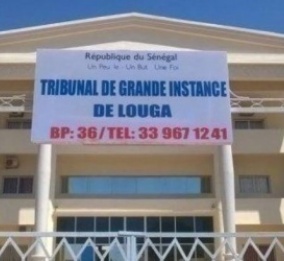 République du Sénégal
Un Peuple - Un But - Une Foi
TRIBUNAL DE GRANDE INSTANCE
DE LOUGA
BP: 36/ TEL: 33 967 12 41